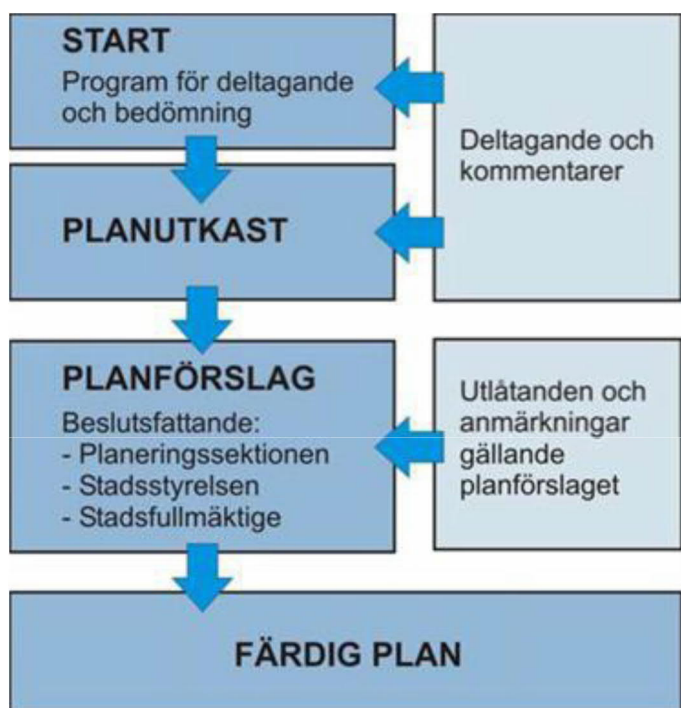 START
Program för deltagande
och bedömning
Deltagande och
kommentarer
PLANUTKAST
PLANFÖRSLAG
Beslutsfattande:
- Planeringssektionen
- Stadsstyrelsen
- Stadsfullmäktige
Utlåtanden och
anmärkningar
gällande
planförslaget
FÄRDIG PLAN